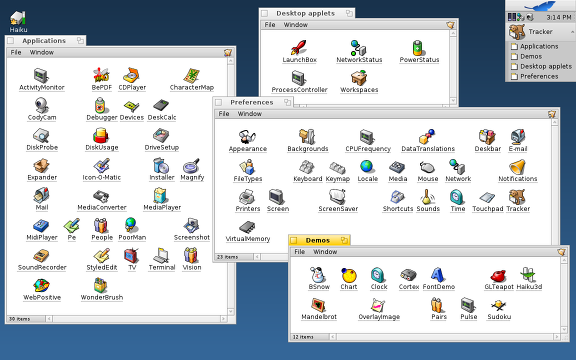 Haiku
Applications
File Window
ActivityMonitor BePDF CDPlayer CharacterMap
CodyCam Debugger Devices DeskCalc
DiskProbe DiskUsage DriveSetup
Expander Icon-O-Matic Installer Magnify
Mail MediaConverter MediaPlayer
MidiPlayer Pe People PoorMan Screenshot
SoundRecorder StyledEdit TV Terminal Vision
WebPositive WonderBrush
30 items
Desktop applets
File Window
LaunchBox NetworkStatus PowerStatus
ProcessController Workspaces
Preferences
File Window
Appearance Backgrounds CPUFrequency DataTranslations Deskbar E-mail
FileTypes Keyboard Keymap Locale Media Mouse Network Notifications
Printers Screen ScreenSaver Shortcuts Sounds Time Touchpad Tracker
VirtualMemory
23 items
Demos
File Window
BSnow Chart Clock Cortex FontDemo GLTeapot Haiku3d
Mandelbrot OverlayImage Pairs Pulse Sudoku
12 items
3:14 PM
Tracker
Applications
Demos
Desktop applets
Preferences